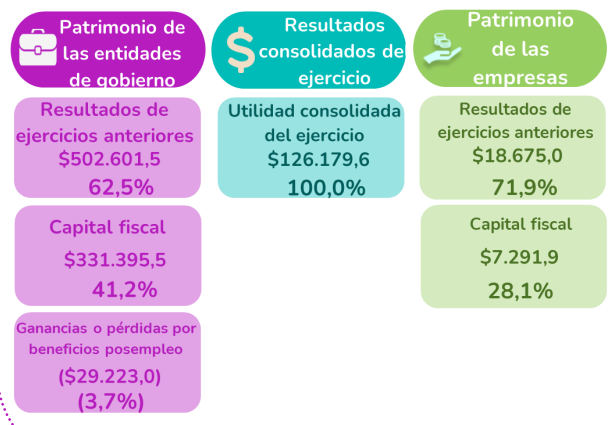 Patrimonio de
las entidades
de gobierno
Resultados de
ejercicios anteriores
$502.601,5
62,5%
Capital fiscal
$331.395,5
41,2%
Ganancias o pérdidas por
beneficios posempleo
($29.223,0)
(3,7%)
Resultados
consolidados de
ejercicio
Utilidad consolidada
del ejercicio
$126.179,6
100,0%
Patrimonio
de las
empresas
Resultados de
ejercicios anteriores
$18.675,0
71,9%
Capital fiscal
$7.291,9
28,1%